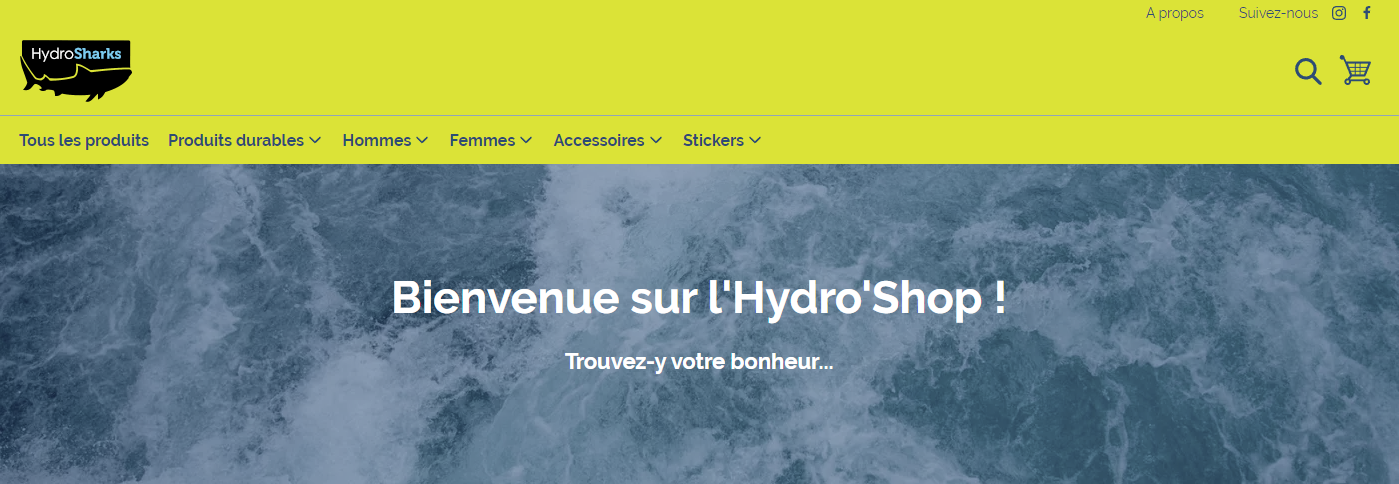 A propos Suivez-nous
HydroSharks
Tous les produits Produits durables Hommes Femmes Accessoires Stickers
Bienvenue sur l'Hydro'Shop !
Trouvez-y votre bonheur...